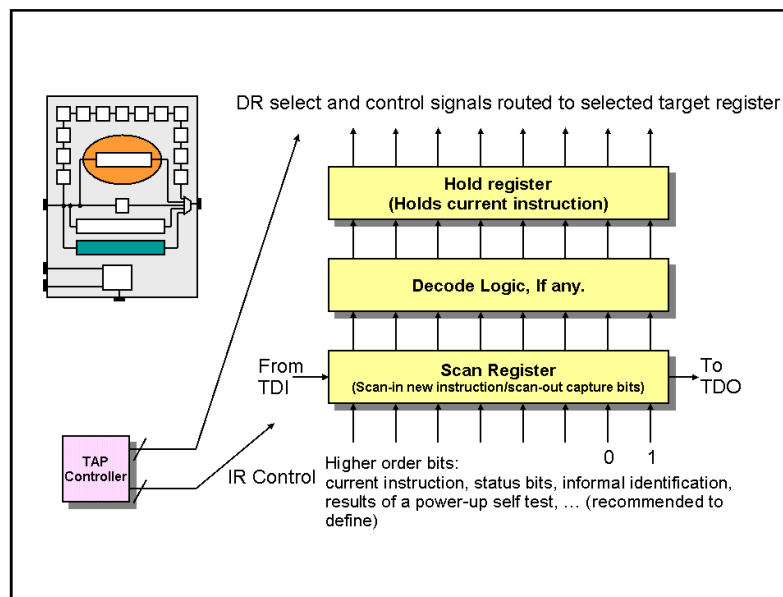 DR select and control signals routed to selected target register
Hold register
(Holds current instruction)
Decode Logic, If any.
From
TDI
Scan Register
(Scan-in new instruction/scan-out capture bits)
To
TDO
0 1
TAP
Controller
IR Control
Higher order bits:
current instruction, status bits, informal identification,
results of a power-up self test, … (recommended to
define)